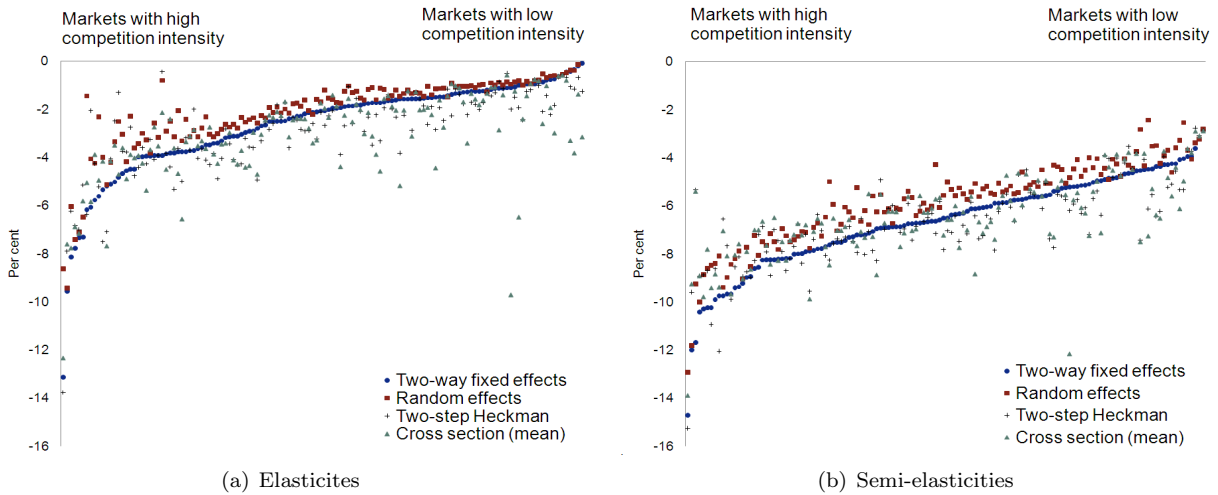 Markets with high
competition intensity
Markets with low
competition intensity
Per cent
0
-2
-4
-6
-8
-10
-12
-14
-16
Two-way fixed effects
Random effects
Two-step Heckman
Cross section (mean)
(a) Elasticites
Markets with high
competition intensity
Markets with low
competition intensity
Per cent
0
-2
-4
-6
-8
-10
-12
-14
-16
Two-way fixed effects
Random effects
Two-step Heckman
Cross section (mean)
(b) Semi-elasticities